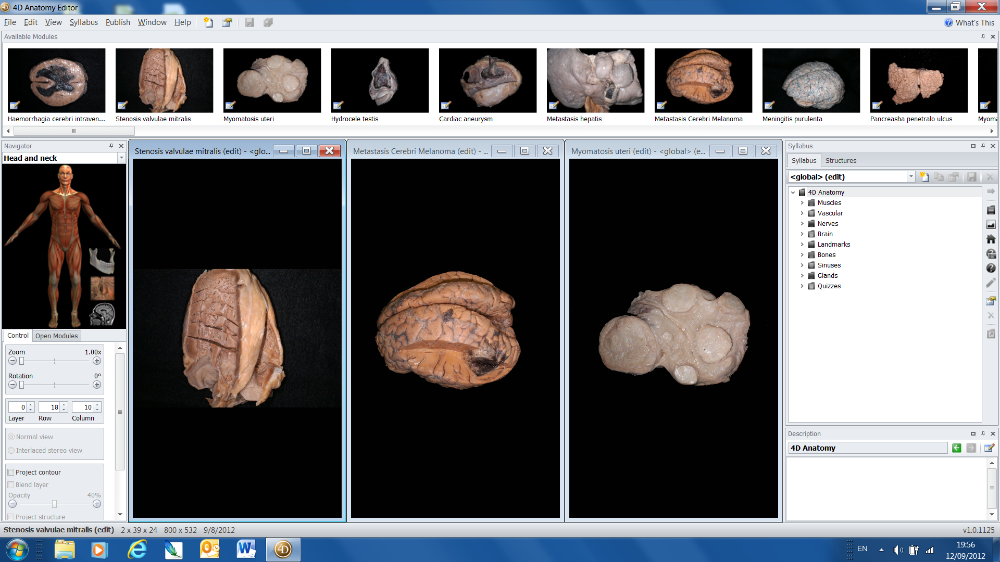 4D Anatomy Editor
File Edit View Syllabus Publish Window Help
What's This
Available Modules
Haemorrhagia cerebri intraven...
Stenosis valvulae mitralis
Myomatosis uteri
Hydrocele testis
Cardiac aneurysm
Metastasis hepatis
Metastasis Cerebri Melanoma
Meningitis purulenta
Pancreasba penetralo ulcus
Myoma
Navigator
Head and neck
Control Open Modules
Zoom 1.00x
Rotation 0°
0 18 10
Layer Row Column
Normal view
Interlaced stereo view
Project contour
Blend layer
Opacity 40%
Project structure
Stenosis valvulae mitralis (edit) - <glo...
Metastasis Cerebri Melanoma (edit) - ...
Myomatosis uteri (edit) - <global> (e...
Syllabus
Syllabus Structures
<global> (edit)
4D Anatomy
Muscles
Vascular
Nerves
Brain
Landmarks
Bones
Sinuses
Glands
Quizzes
Description
4D Anatomy
Stenosis valvulae mitralis (edit) 2 x 39 x 24 800 x 532 9/8/2012
v1.0.1125
4D
EN
19:56
12/09/2012